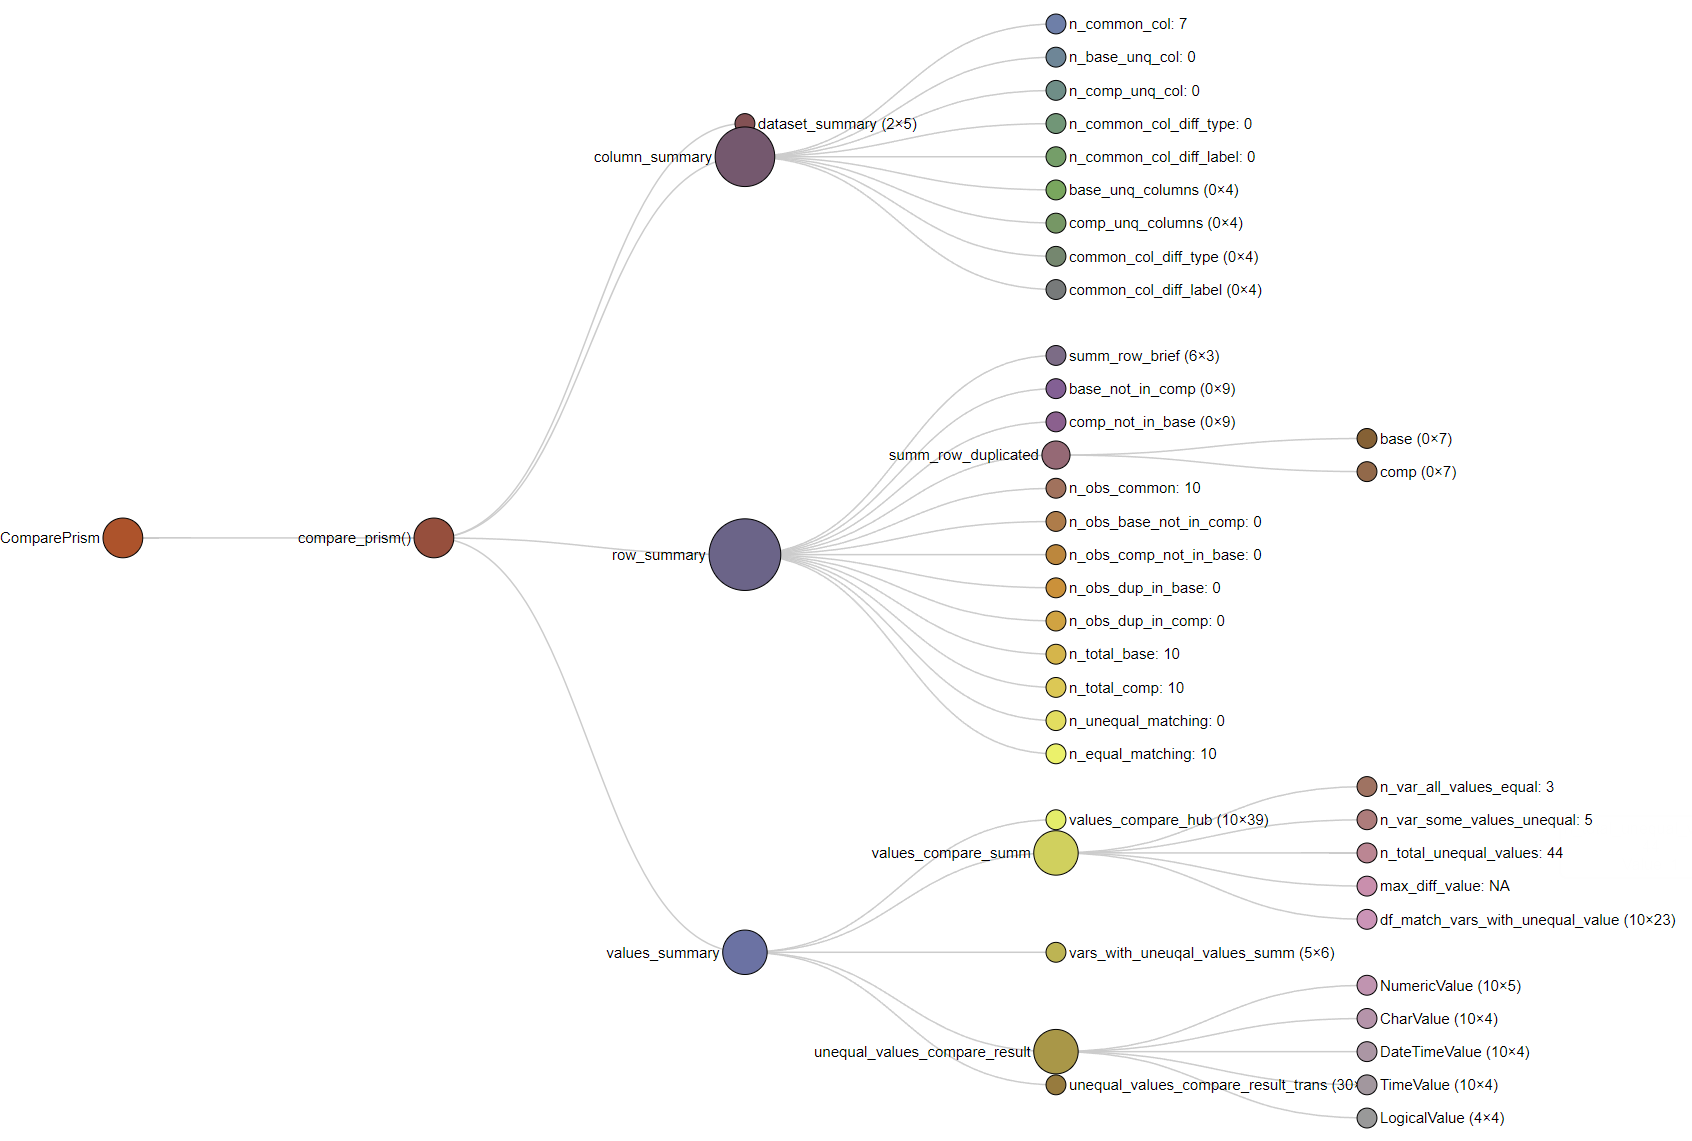 ComparePrism
compare_prism()
dataset_summary (2×5)
column_summary
n_common_col: 7
n_base_unq_col: 0
n_comp_unq_col: 0
n_common_col_diff_type: 0
n_common_col_diff_label: 0
base_unq_columns (0×4)
comp_unq_columns (0×4)
common_col_diff_type (0×4)
common_col_diff_label (0×4)
row_summary
summ_row_brief (6×3)
base_not_in_comp (0×9)
comp_not_in_base (0×9)
summ_row_duplicated
base (0×7)
comp (0×7)
n_obs_common: 10
n_obs_base_not_in_comp: 0
n_obs_comp_not_in_base: 0
n_obs_dup_in_base: 0
n_obs_dup_in_comp: 0
n_total_base: 10
n_total_comp: 10
n_unequal_matching: 0
n_equal_matching: 10
values_summary
values_compare_hub (10×39)
values_compare_summ
n_var_all_values_equal: 3
n_var_some_values_unequal: 5
n_total_unequal_values: 44
max_diff_value: NA
df_match_vars_with_unequal_value (10×23)
vars_with_uneuqal_values_summ (5×6)
unequal_values_compare_result
NumericValue (10×5)
CharValue (10×4)
DateTimeValue (10×4)
TimeValue (10×4)
LogicalValue (4×4)
unequal_values_compare_result_trans (30×